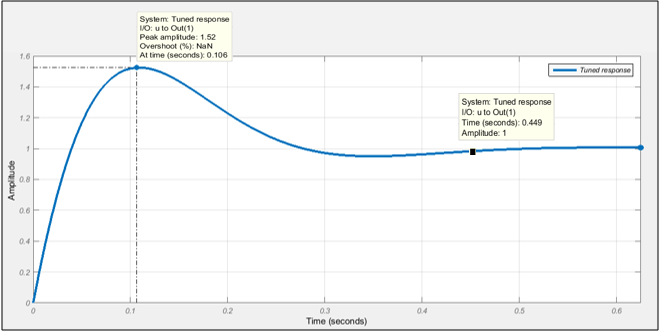 System: Tuned response
I/O: u to Out(1)
Peak amplitude: 1.52
Overshoot (%): NaN
At time (seconds): 0.106
Tuned response
System: Tuned response
I/O: u to Out(1)
Time (seconds): 0.449
Amplitude: 1
Amplitude
1.6
1.4
1.2
1
0.8
0.6
0.4
0.2
0
0 0.1 0.2 0.3 0.4 0.5 0.6
Time (seconds)